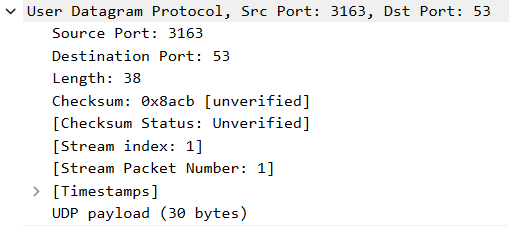 User Datagram Protocol, Src Port: 3163, Dst Port: 53
Source Port: 3163
Destination Port: 53
Length: 38
Checksum: 0x8acb [unverified]
[Checksum Status: Unverified]
[Stream index: 1]
[Stream Packet Number: 1]
[Timestamps]
UDP payload (30 bytes)